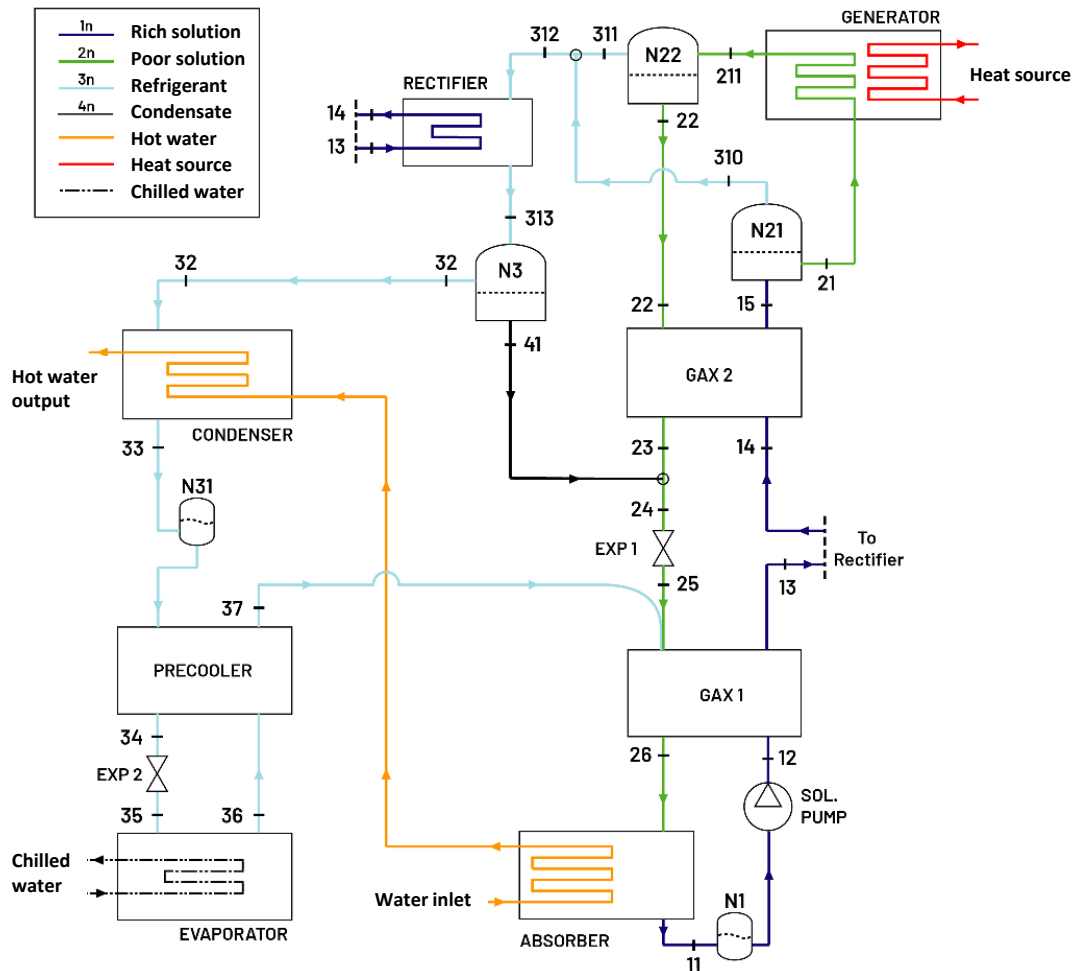 1n Rich solution
2n Poor solution
3n Refrigerant
4n Condensate
Hot water
Heat source
Chilled water
GENERATOR
Heat source
312
311
N22
211
RECTIFIER
14
13
22
310
313
N21
21
32
32
N3
22
15
41
GAX 2
Hot water
output
CONDENSER
33
23
14
N31
24
EXP 1
To
Rectifier
13
25
37
PRECOOLER
GAX 1
34
26
12
EXP 2
SOL.
PUMP
35
36
Chilled
water
Water inlet
N1
EVAPORATOR
ABSORBER
11